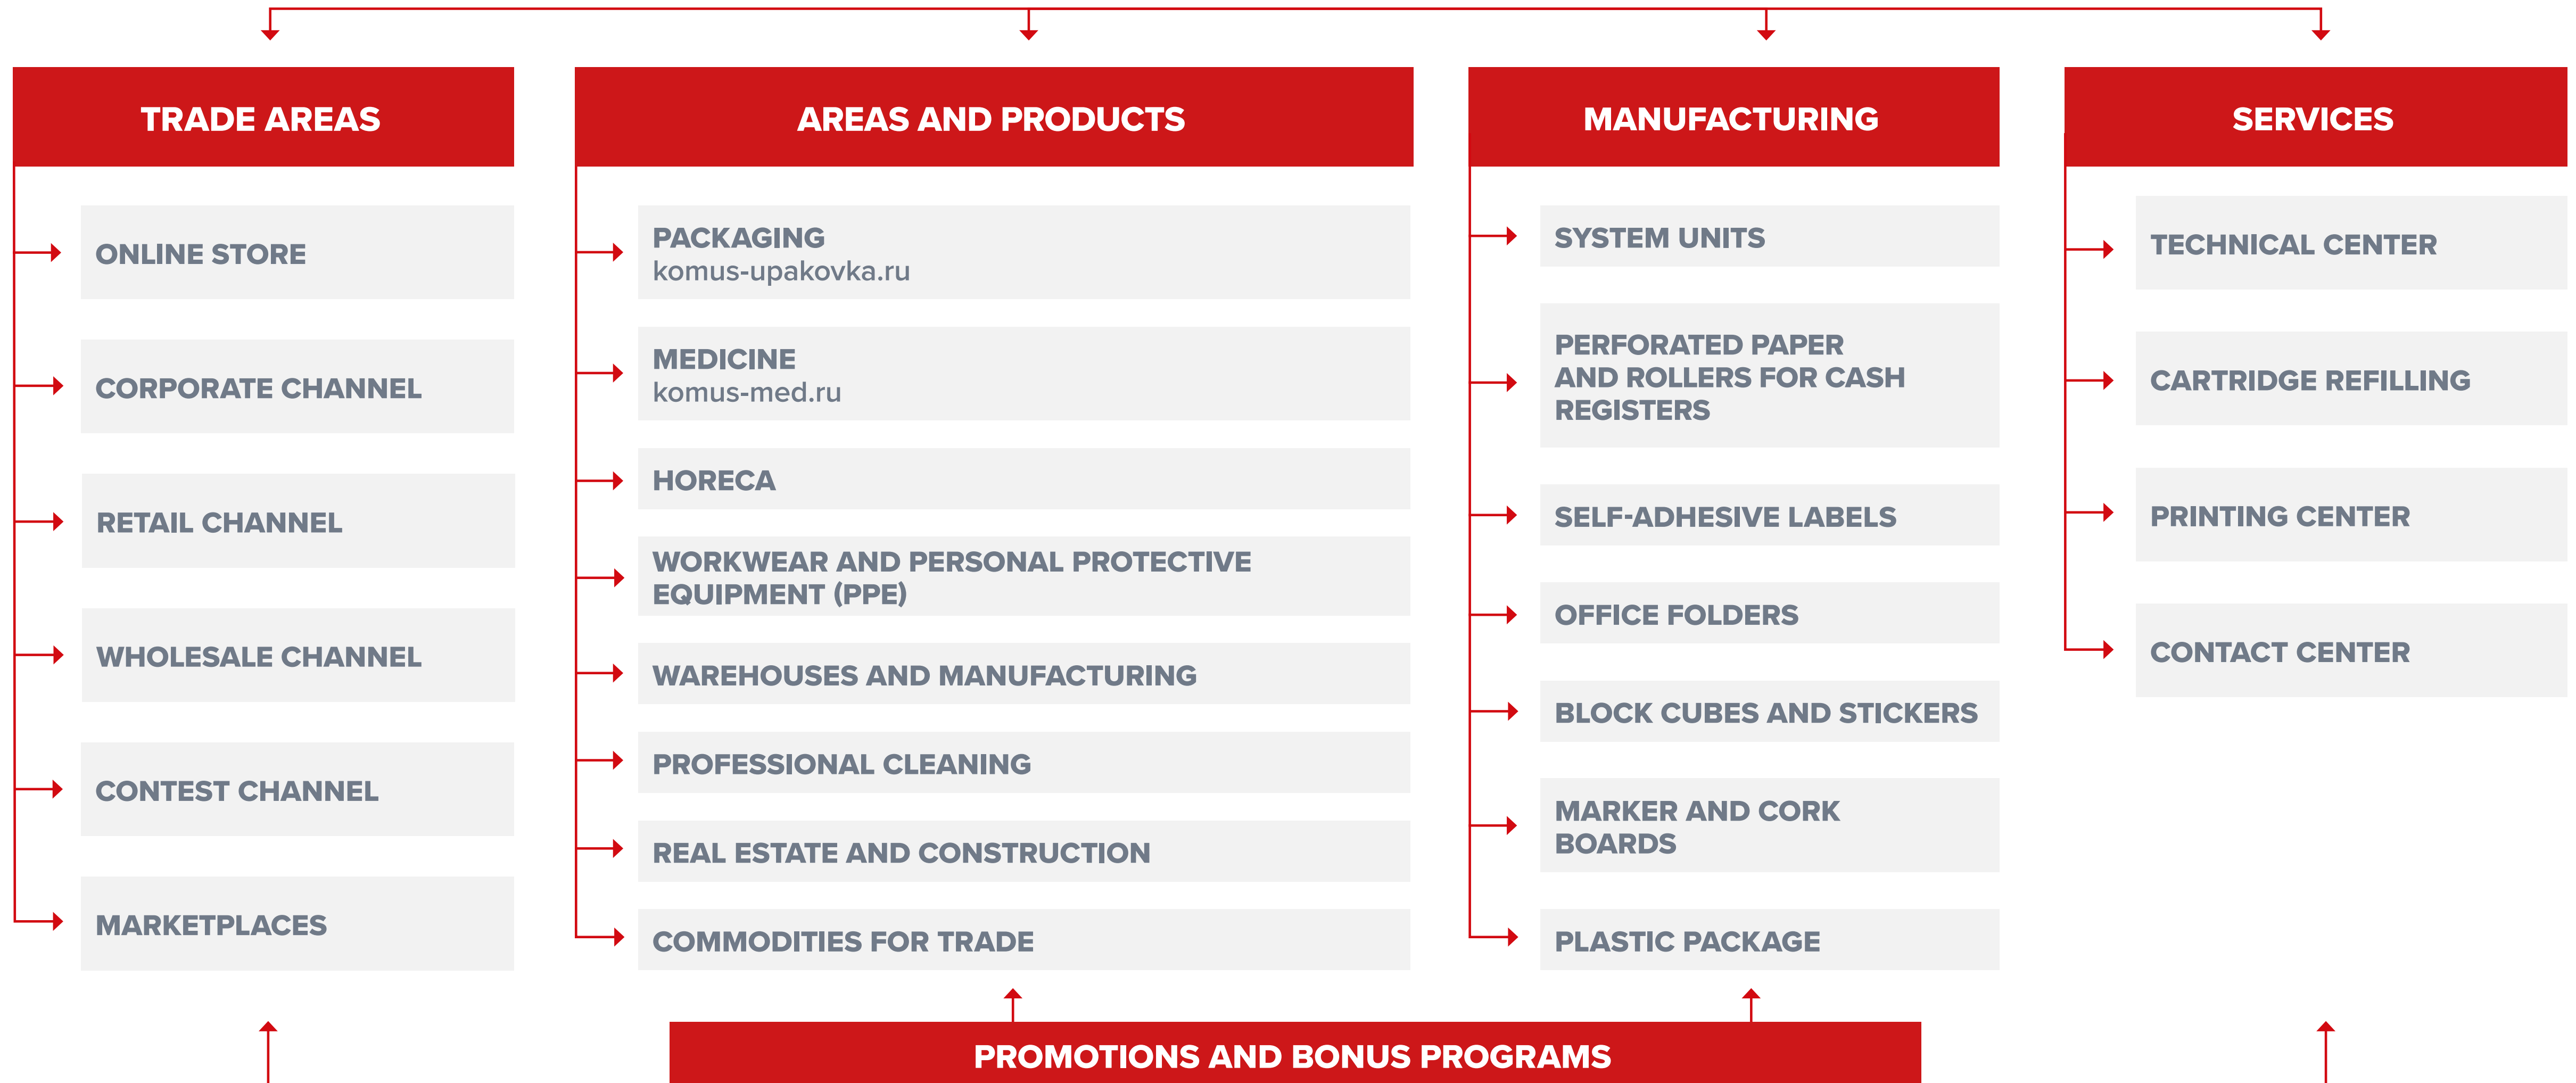 TRADE AREAS
ONLINE STORE
CORPORATE CHANNEL
RETAIL CHANNEL
WHOLESALE CHANNEL
CONTEST CHANNEL
MARKETPLACES
AREAS AND PRODUCTS
PACKAGING
komus-upakovka.ru
MEDICINE
komus-med.ru
HORECA
WORKWEAR AND PERSONAL PROTECTIVE
EQUIPMENT (PPE)
WAREHOUSES AND MANUFACTURING
PROFESSIONAL CLEANING
REAL ESTATE AND CONSTRUCTION
COMMODITIES FOR TRADE
MANUFACTURING
SYSTEM UNITS
PERFORATED PAPER
AND ROLLERS FOR CASH
REGISTERS
SELF-ADHESIVE LABELS
OFFICE FOLDERS
BLOCK CUBES AND STICKERS
MARKER AND CORK
BOARDS
PLASTIC PACKAGE
SERVICES
TECHNICAL CENTER
CARTRIDGE REFILLING
PRINTING CENTER
CONTACT CENTER
PROMOTIONS AND BONUS PROGRAMS